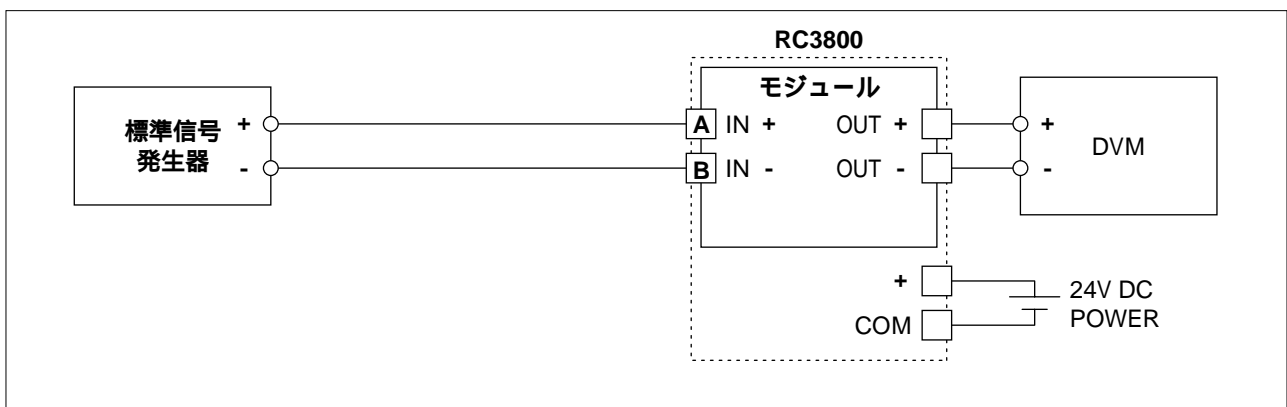 RC3800
モジュール
標準信号
発生器
+
-
A IN + OUT +
B IN - OUT -
+
-
DVM
+
COM
24V DC
POWER